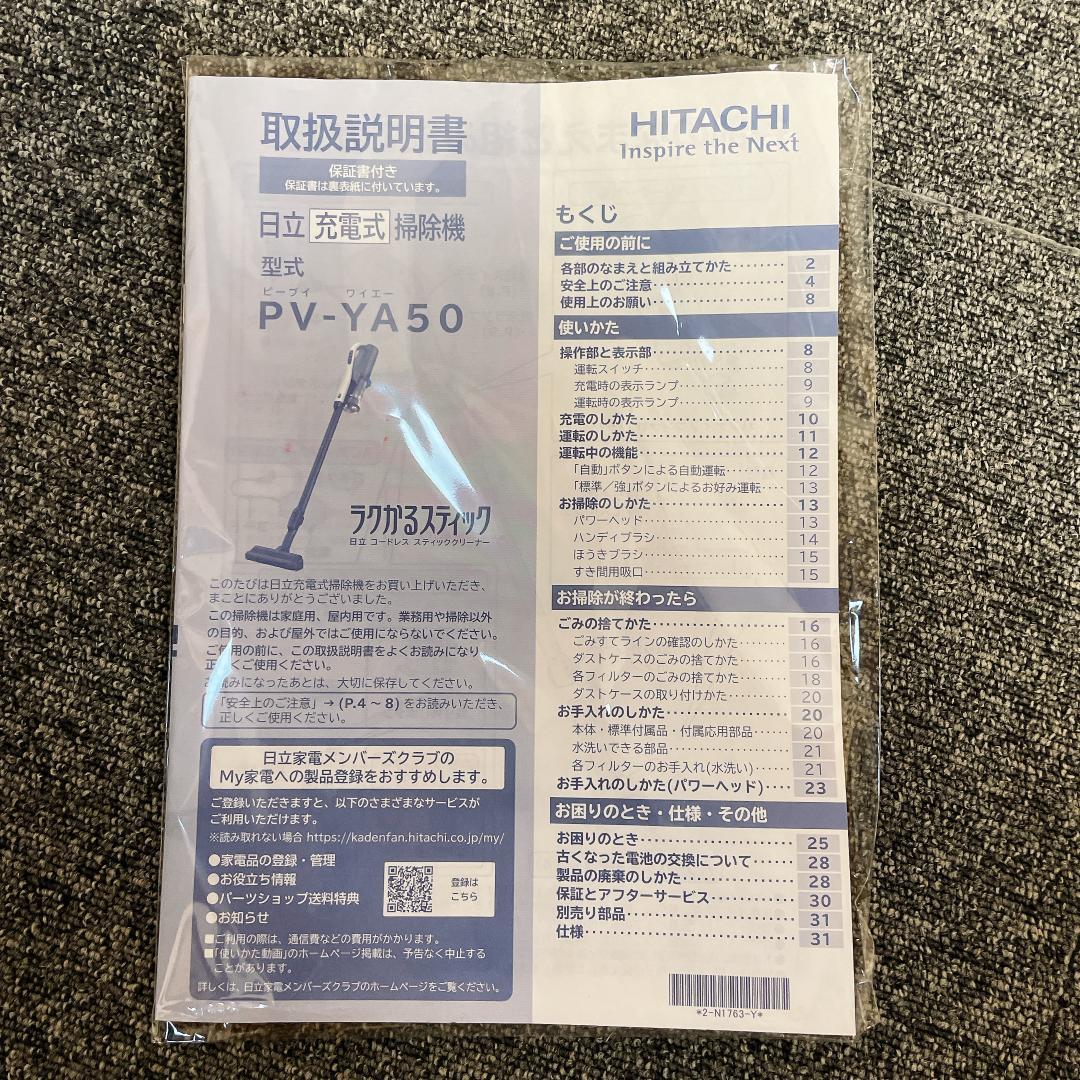 取扱説明書
保証書付き
保証書は裏表紙に付いています。
日立 充電式 掃除機
型式
ピーブイ ワイエー
PV-YA50
ラクかるスティック
日立 コードレス スティッククリーナー
このたびは日立充電式掃除機をお買い上げいただき、
まことにありがとうございました。
この掃除機は家庭用、屋内用です。業務用や掃除以外
の目的、および屋外ではご使用にならないでください。
ご使用の前に、この取扱説明書をよくお読みになり
正しくご使用ください。
お読みになったあとは、大切に保存してください。
「安全上のご注意」→ (P.4 ~ 8) をお読みいただき、
正しくご使用ください。
日立家電メンバーズクラブの
My家電への製品登録をおすすめします。
ご登録いただきますと、以下のさまざまなサービスが
ご利用いただけます。
※読み取れない場合 https://kadenfan.hitachi.co.jp/my/
●家電品の登録・管理
●お役立ち情報
●パーツショップ送料特典
●お知らせ
登録は
こちら
■ご利用の際は、通信費などの費用がかかります。
■「使いかた動画」のホームページ掲載は、予告なく中止する
ことがあります。
詳しくは、日立家電メンバーズクラブのホームページをご覧ください。
HITACHI
Inspire the Next
もくじ
ご使用の前に
各部のなまえと組み立てかた········ 2
安全上のご注意···················· 4
使用上のお願い···················· 8
使いかた
操作部と表示部···················· 8
運転スイッチ···················· 8
充電時の表示ランプ················ 9
運転時の表示ランプ················ 9
充電のしかた···················· 10
運転のしかた···················· 11
運転中の機能···················· 12
「自動」ボタンによる自動運転·········· 12
「標準/強」ボタンによるお好み運転···· 13
お掃除のしかた·················· 13
パワーヘッド···················· 13
ハンディブラシ·················· 14
ほうきブラシ···················· 15
すき間用吸口···················· 15
お掃除が終わったら
ごみの捨てかた·················· 16
ごみすてラインの確認のしかた········ 16
ダストケースのごみの捨てかた········ 16
各フィルターのごみの捨てかた········ 18
ダストケースの取り付けかた·········· 20
お手入れのしかた················ 20
本体・標準付属品・付属応用部品······ 20
水洗いできる部品················ 21
各フィルターのお手入れ(水洗い)······ 21
お手入れのしかた(パワーヘッド)···· 23
お困りのとき・仕様・その他
お困りのとき···················· 25
古くなった電池の交換について······ 28
製品の廃棄のしかた·············· 28
保証とアフターサービス·········· 30
別売り部品······················ 31
仕様···························· 31
*2-N1763-Y*